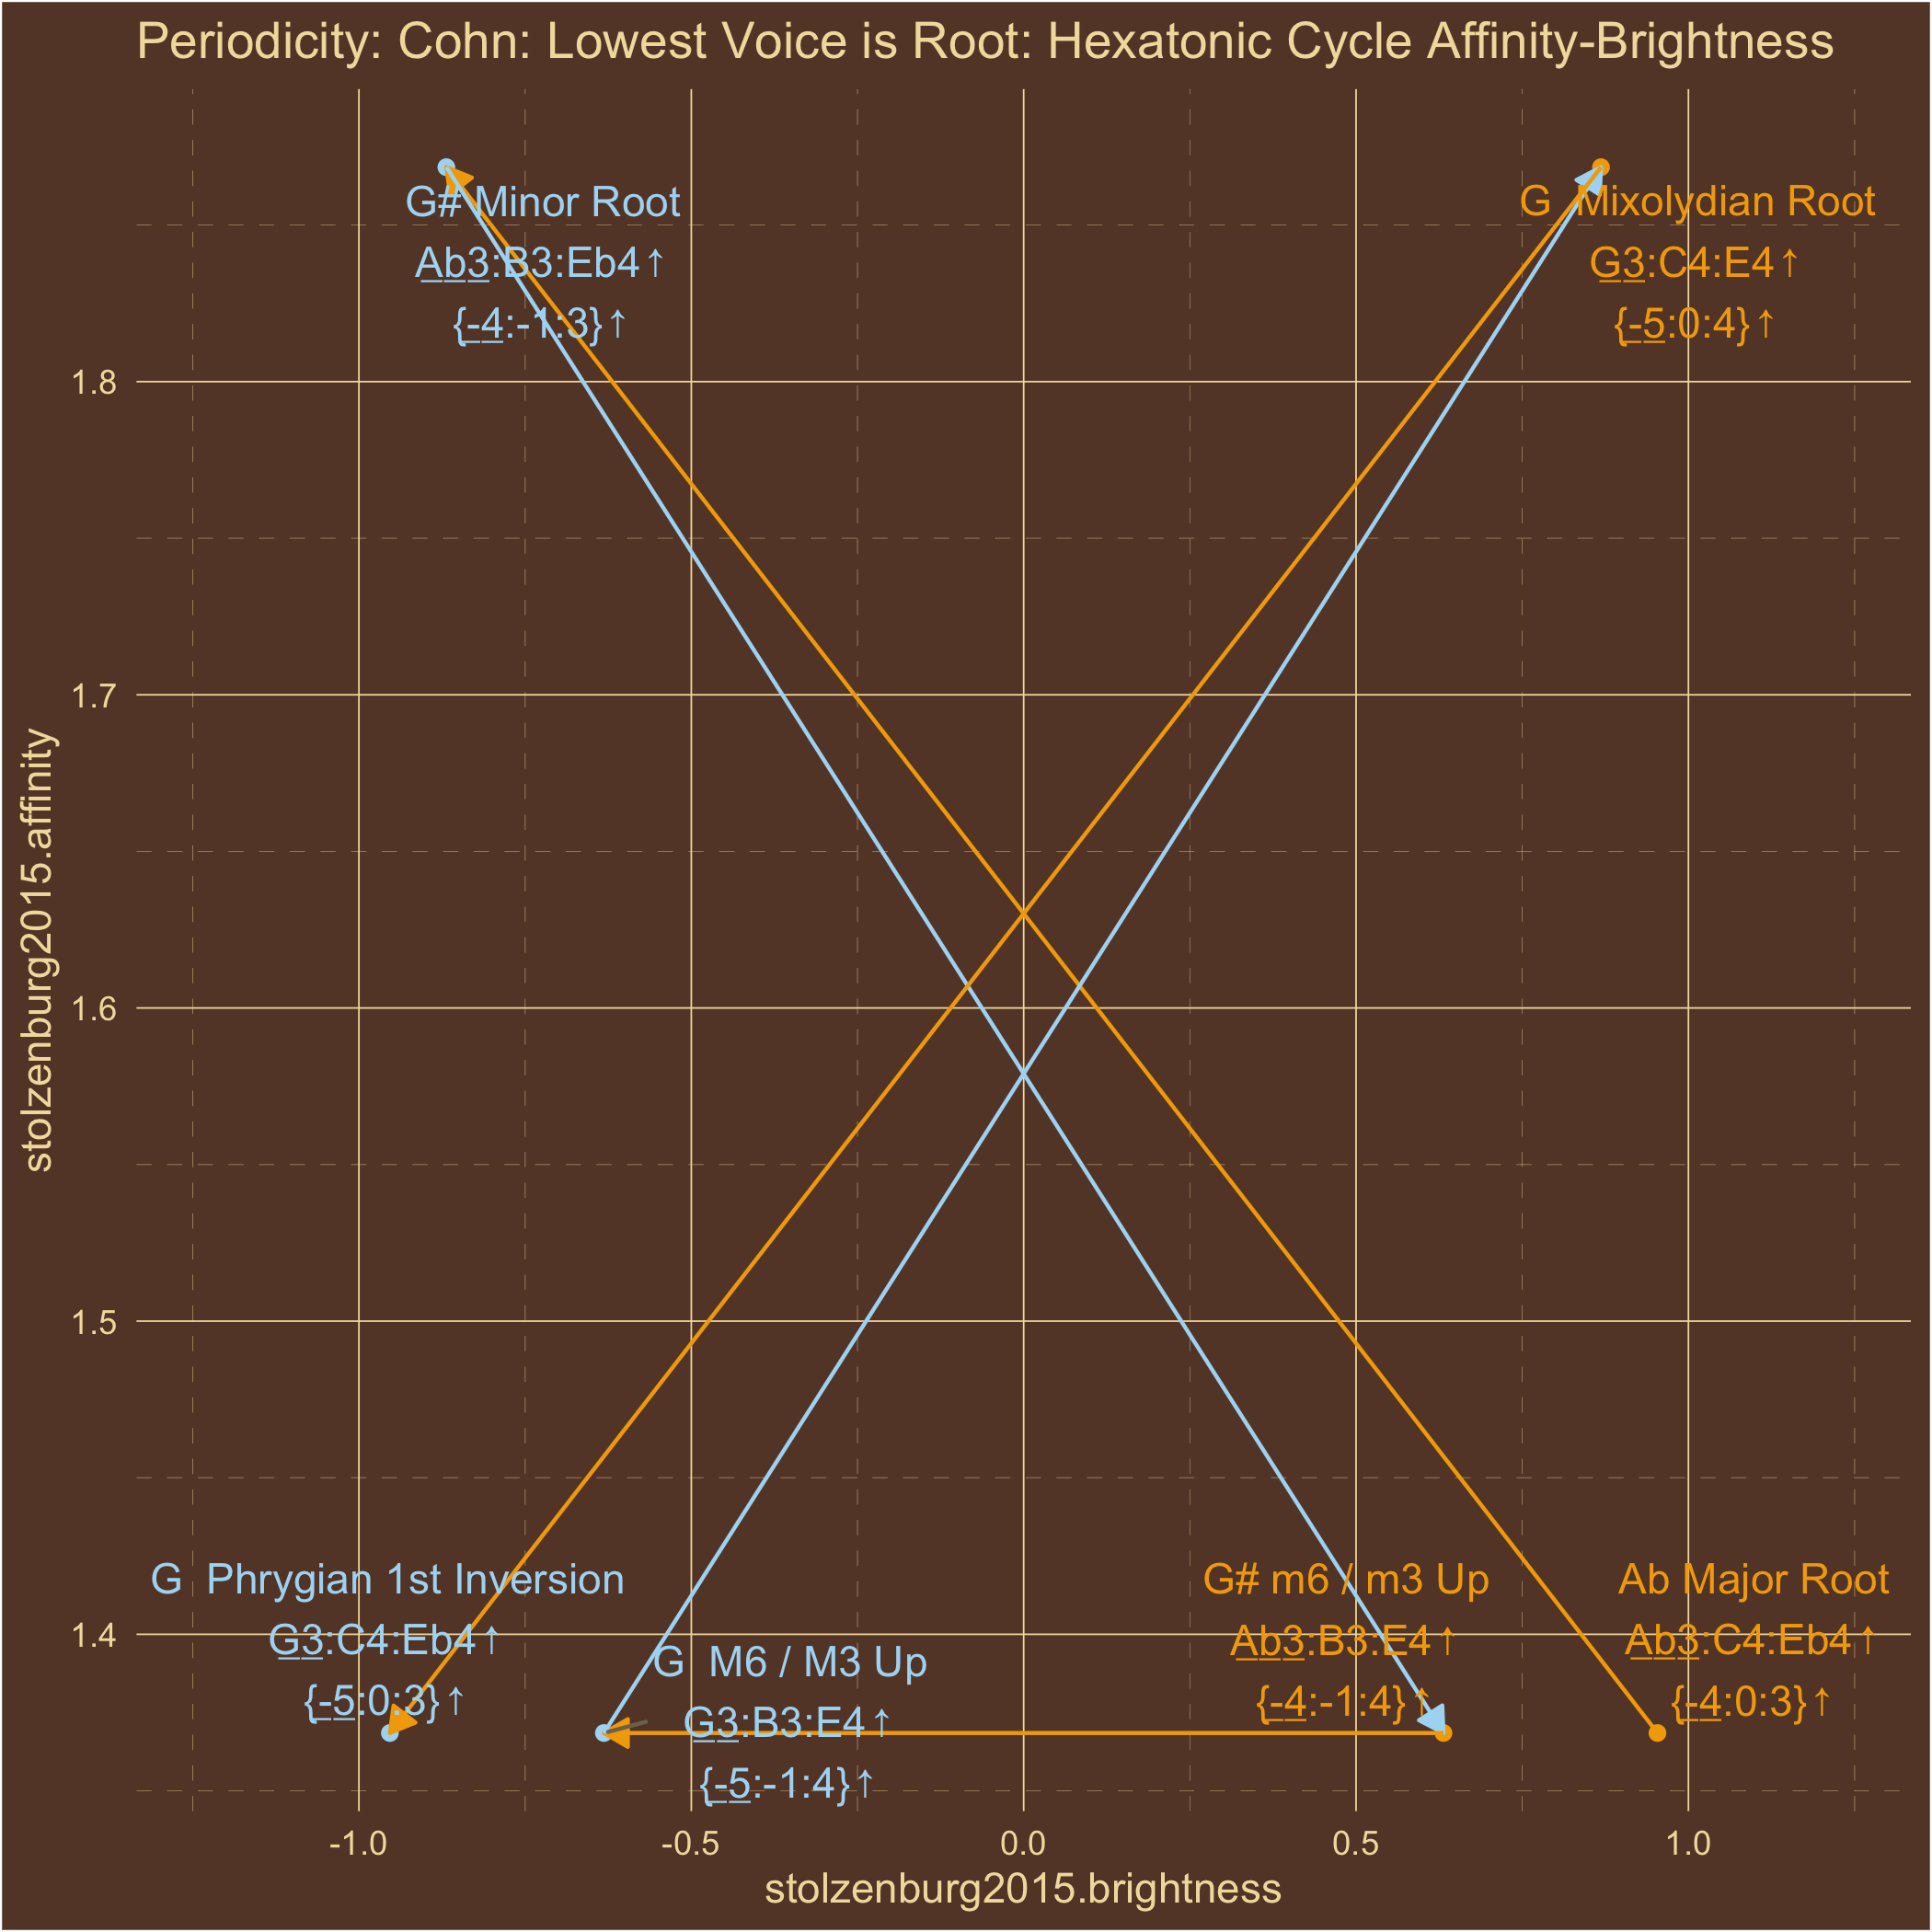 Periodicity: Cohn: Lowest Voice is Root: Hexatonic Cycle Affinity-Brightness
G# Minor Root
Ab3:B3:Eb4↑
{-4:-1:3}↑
G  Mixolydian Root
G3:C4:E4↑
{-5:0:4}↑
1.8
1.7
1.6
1.5
1.4
stolzenburg2015.affinity
G  Phrygian 1st Inversion
G3:C4:Eb4↑
{-5:0:3}↑
G  M6 / M3 Up
G3:B3:E4↑
{-5:-1:4}↑
G# m6 / m3 Up
Ab3:B3:E4↑
{-4:-1:4}↑
Ab Major Root
Ab3:C4:Eb4↑
{-4:0:3}↑
-1.0
-0.5
0.0
0.5
1.0
stolzenburg2015.brightness